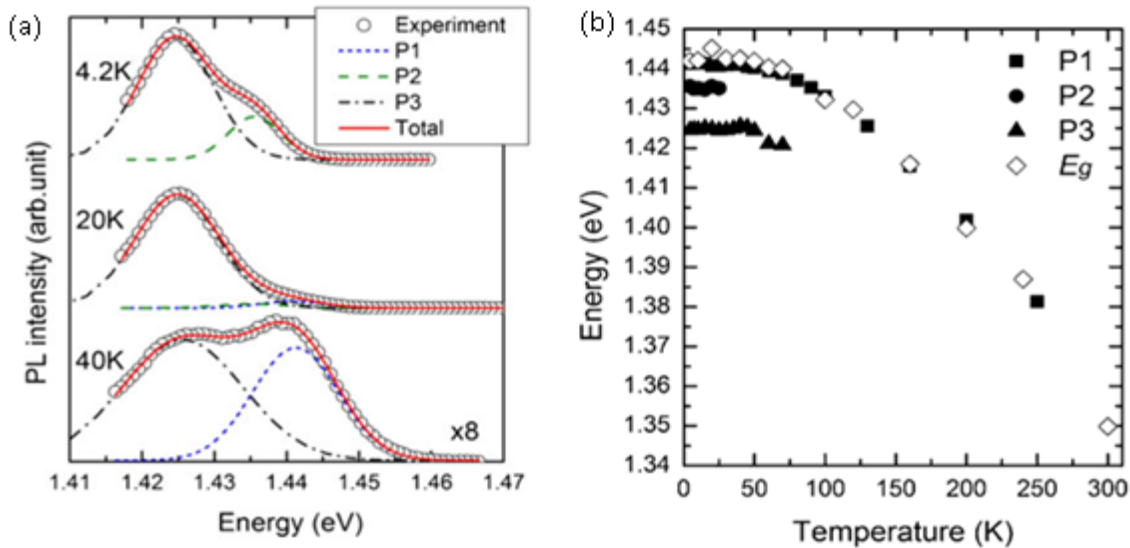 (a)
4.2K
Experiment
P1
P2
P3
Total
20K
40K
x8
PL intensity (arb.unit)
1.41 1.42 1.43 1.44 1.45 1.46 1.47
Energy (eV)
(b)
1.45
1.44
1.43
1.42
1.41
1.40
1.39
1.38
1.37
1.36
1.35
1.34
Energy (eV)
P1
P2
P3
Eg
0 50 100 150 200 250 300
Temperature (K)